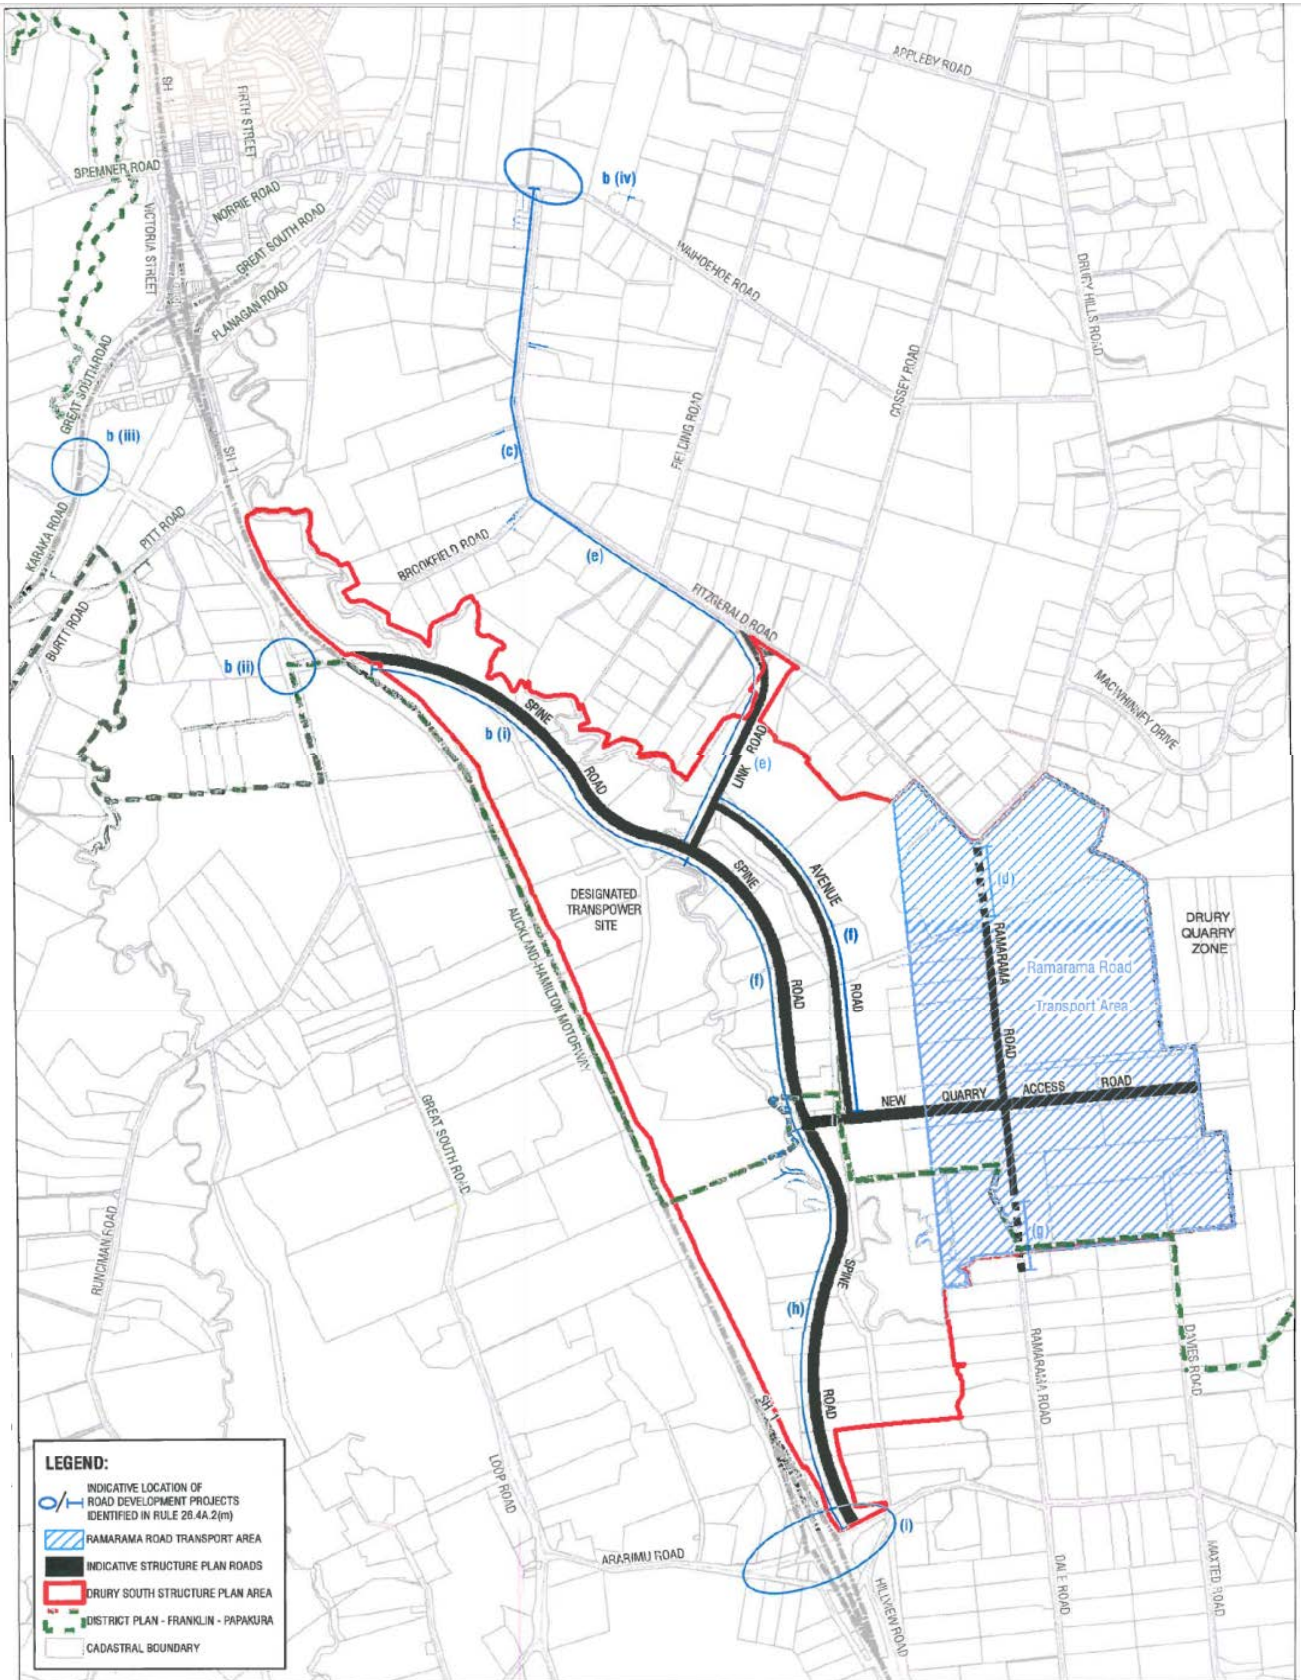 APPLEBY ROAD
SH 1
FIRTH STREET
SREMNER ROAD
b (iv)
NORRIE ROAD
VICTORIA STREET
GREAT SOUTH ROAD
WAIHOEHOE ROAD
DRURY HILLS ROAD
FLANAGAN ROAD
GREAT SOUTH ROAD
COSSEY ROAD
b (iii)
FIELDING ROAD
(c)
SH 1
KARAKA ROAD
PITT ROAD
BROOKFIELD ROAD
(e)
FITZGERALD ROAD
BURTT ROAD
b (ii)
MACWHINNEY DRIVE
SPINE
b (i)
ROAD
LINK ROAD
(e)
SPINE
AVENUE
(d)
DESIGNATED
TRANSPOWER
SITE
DRURY
QUARRY
ZONE
RAMARAMA
AUCKLAND-HAMILTON MOTORWAY
(f)
Ramarama Road
Transport Area
(f)
ROAD
ROAD
ROAD
NEW QUARRY ACCESS ROAD
GREAT SOUTH ROAD
RUNCIMAN ROAD
(g)
SPINE
(h)
RAMARAMA ROAD
DAVIES ROAD
ROAD
SH 1
LOOP ROAD
(i)
ARARIMU ROAD
HILLVIEW ROAD
DALE ROAD
MAXTED ROAD
LEGEND:
INDICATIVE LOCATION OF
ROAD DEVELOPMENT PROJECTS
IDENTIFIED IN RULE 26.4A.2(m)
RAMARAMA ROAD TRANSPORT AREA
INDICATIVE STRUCTURE PLAN ROADS
DRURY SOUTH STRUCTURE PLAN AREA
DISTRICT PLAN - FRANKLIN - PAPAKURA
CADASTRAL BOUNDARY